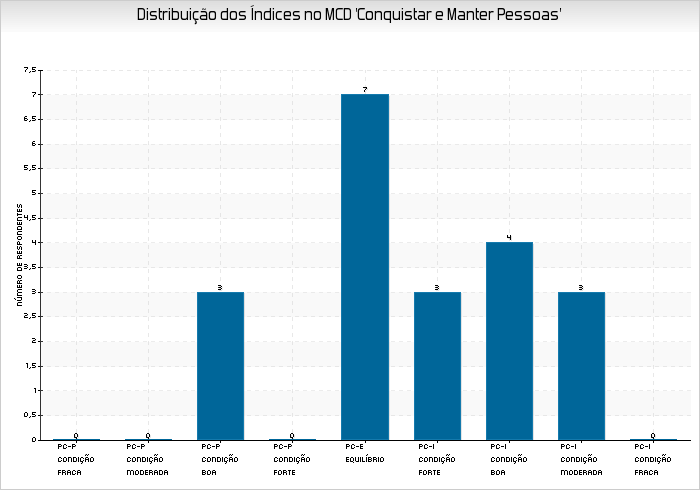 Distribuição dos Índices no MCD 'Conquistar e Manter Pessoas'
NÚMERO DE RESPONDENTES
7,5
7
6,5
6
5,5
5
4,5
4
3,5
3
2,5
2
1,5
1
0,5
0
0
0
3
0
7
3
4
3
0
PC-P
CONDIÇÃO
FRACA
PC-P
CONDIÇÃO
MODERADA
PC-P
CONDIÇÃO
BOA
PC-P
CONDIÇÃO
FORTE
PC-E
EQUILÍBRIO
PC-I
CONDIÇÃO
FORTE
PC-I
CONDIÇÃO
BOA
PC-I
CONDIÇÃO
MODERADA
PC-I
CONDIÇÃO
FRACA